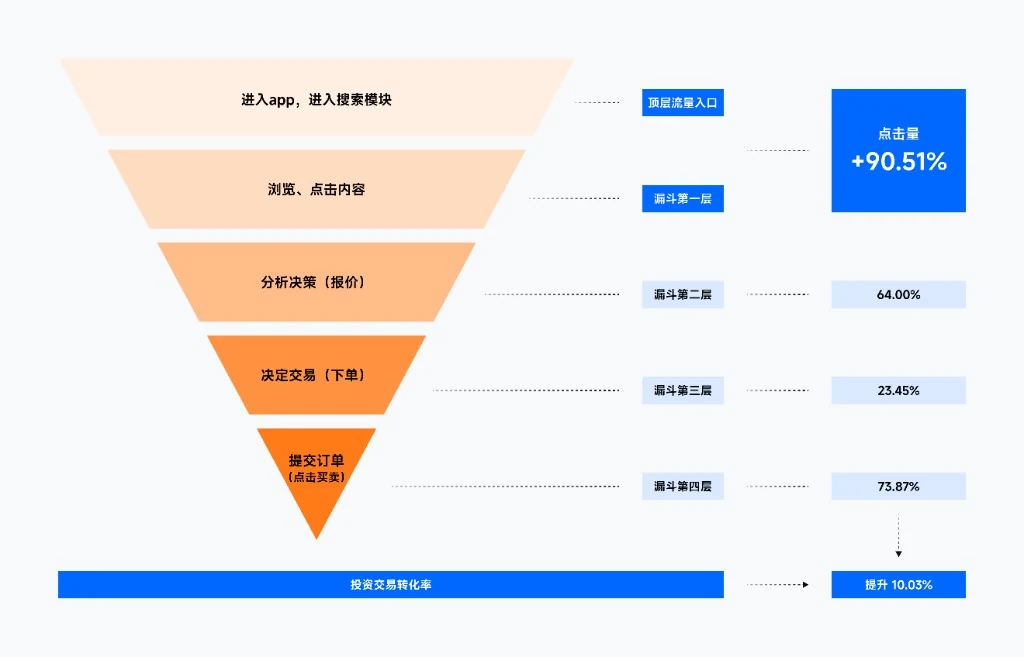 进入app，进入搜索模块
顶层流量入口
点击量
+90.51%
浏览、点击内容
漏斗第一层
分析决策（报价）
漏斗第二层
64.00%
决定交易（下单）
漏斗第三层
23.45%
提交订单
（点击买卖）
漏斗第四层
73.87%
投资交易转化率
提升 10.03%